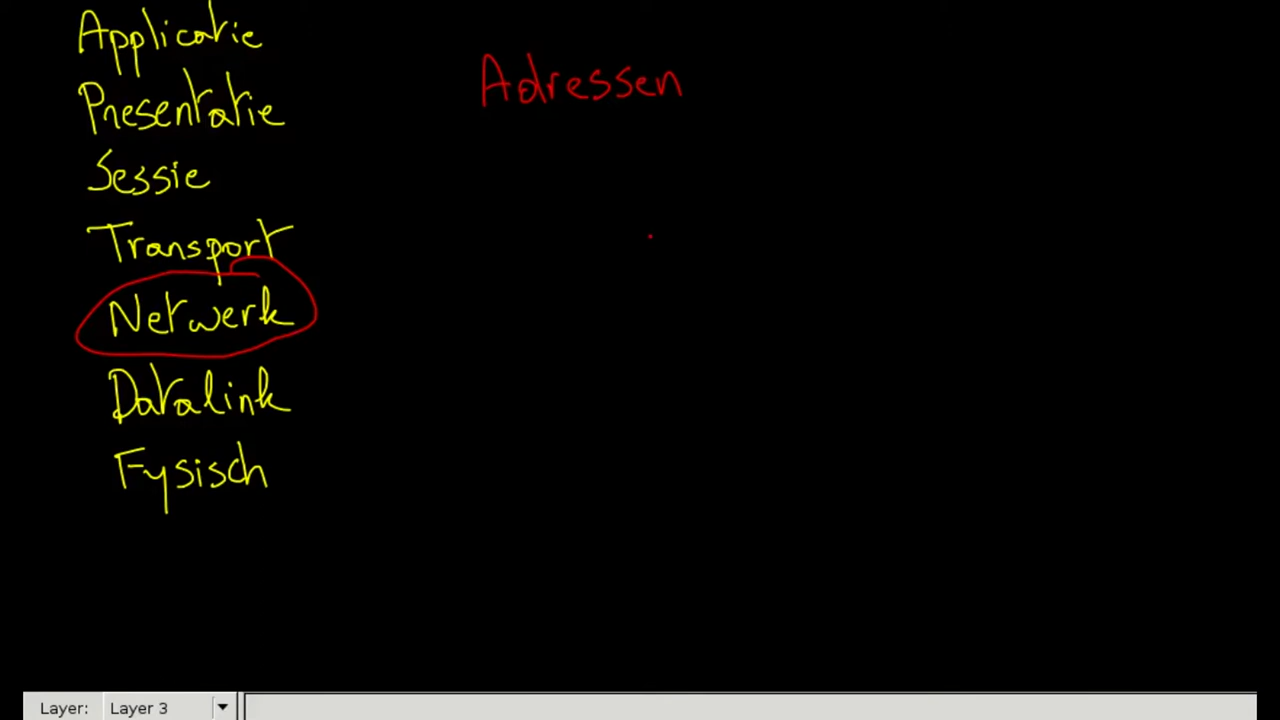 Applicatie
Presentatie
Sessie
Transport
Netwerk
Datalink
Fysisch
Adressen
Layer: Layer 3